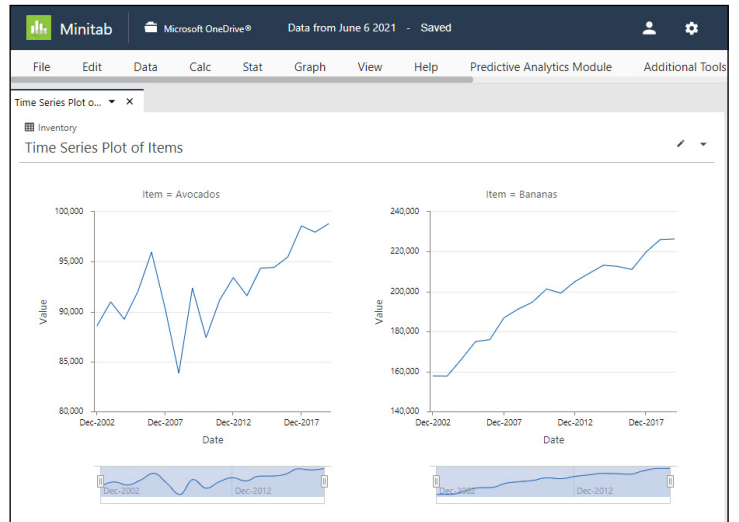 Minitab Microsoft OneDrive® Data from June 6 2021 - Saved
File Edit Data Calc Stat Graph View Help Predictive Analytics Module Additional Tools
Time Series Plot o...
Inventory
Time Series Plot of Items
Item = Avocados
100,000
95,000
90,000
85,000
80,000
Value
Dec-2002 Dec-2007 Dec-2012 Dec-2017
Date
Dec-2002 Dec-2012
Item = Bananas
240,000
220,000
200,000
180,000
160,000
140,000
Value
Dec-2002 Dec-2007 Dec-2012 Dec-2017
Date
Dec-2002 Dec-2012